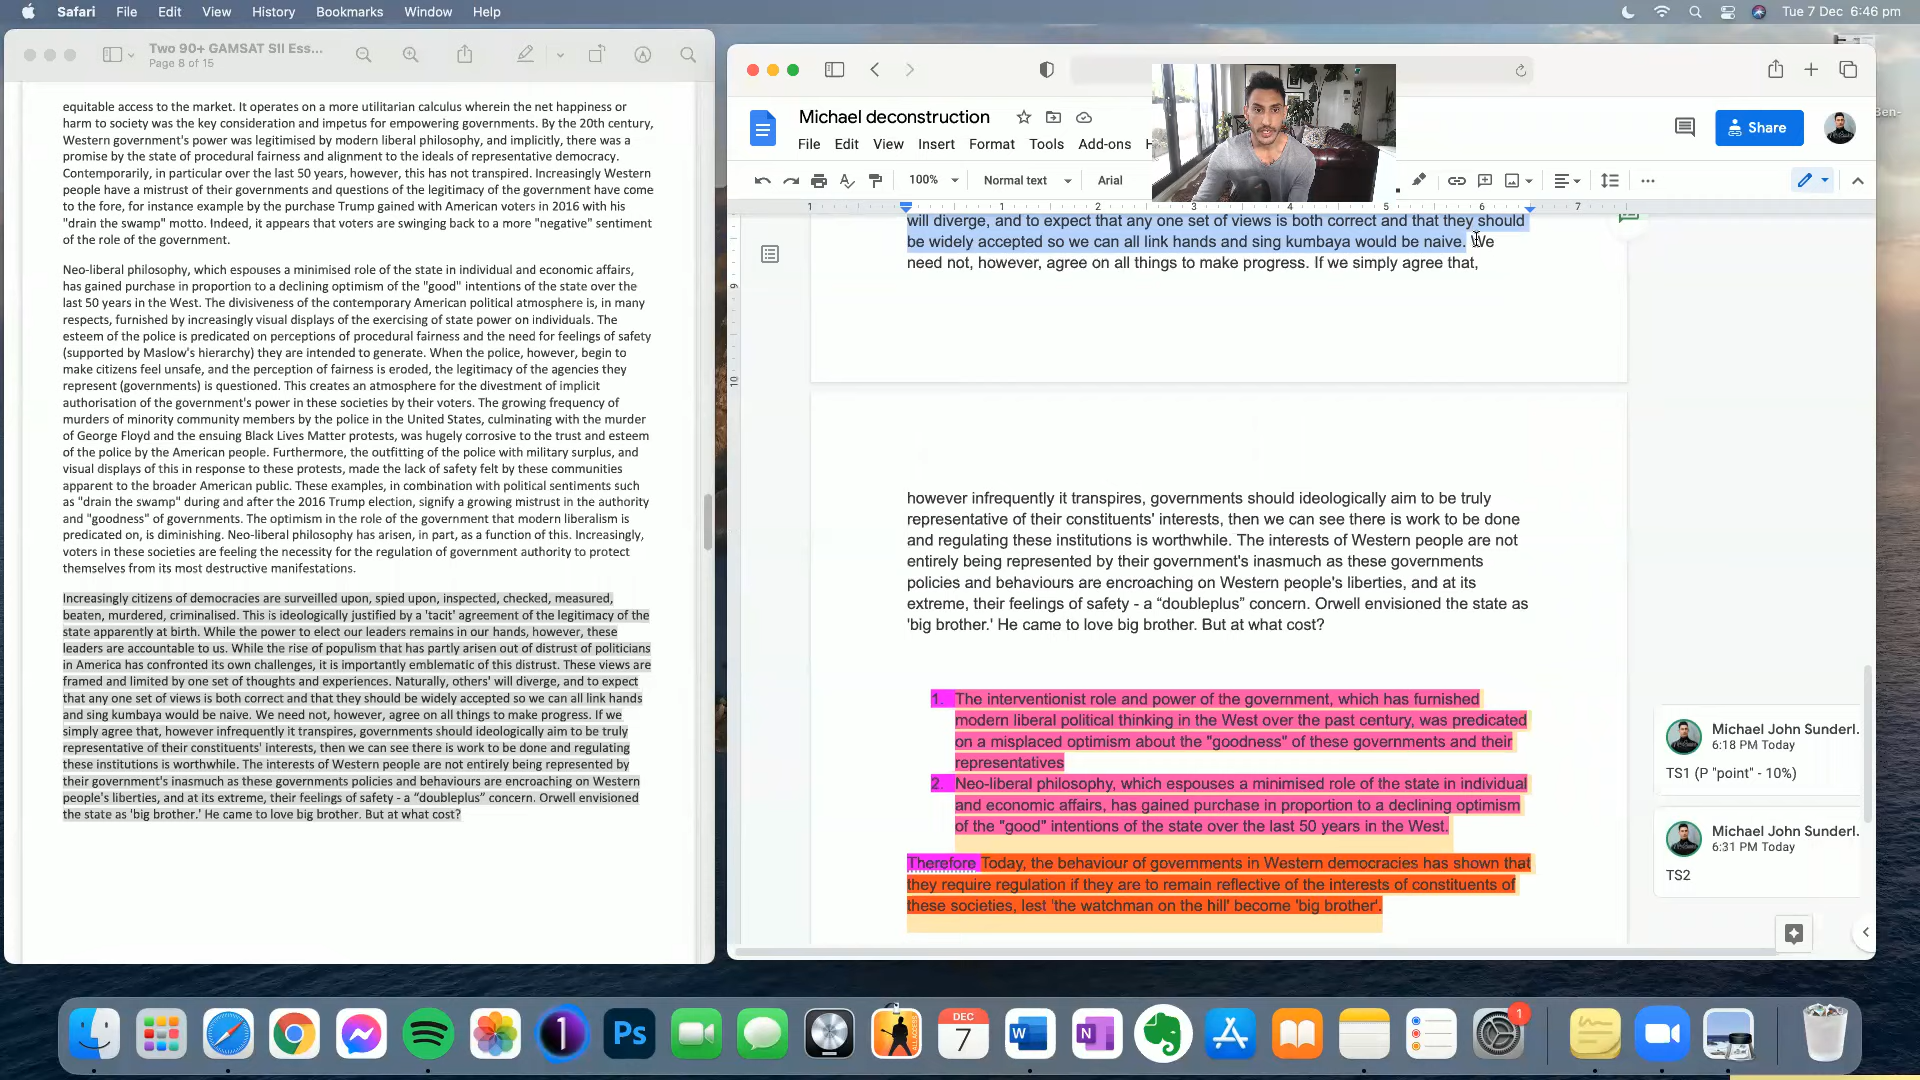 Safari File Edit View History Bookmarks Window Help
Tue 7 Dec 6:46 pm
Two 90+ GAMSAT SII Ess...
Page 8 of 15
equitable access to the market. It operates on a more utilitarian calculus wherein the net happiness or
harm to society was the key consideration and impetus for empowering governments. By the 20th century,
Western government's power was legitimised by modern liberal philosophy, and implicitly, there was a
promise by the state of procedural fairness and alignment to the ideals of representative democracy.
Contemporarily, in particular over the last 50 years, however, this has not transpired. Increasingly Western
people have a mistrust of their governments and questions of the legitimacy of the government have come
to the fore, for instance example by the purchase Trump gained with American voters in 2016 with his
"drain the swamp" motto. Indeed, it appears that voters are swinging back to a more "negative" sentiment
of the role of the government.
Neo-liberal philosophy, which espouses a minimised role of the state in individual and economic affairs,
has gained purchase in proportion to a declining optimism of the "good" intentions of the state over the
last 50 years in the West. The divisiveness of the contemporary American political atmosphere is, in many
respects, furnished by increasingly visual displays of the exercising of state power on individuals. The
esteem of the police is predicated on perceptions of procedural fairness and the need for feelings of safety
(supported by Maslow's hierarchy) they are intended to generate. When the police, however, begin to
make citizens feel unsafe, and the perception of fairness is eroded, the legitimacy of the agencies they
represent (governments) is questioned. This creates an atmosphere for the divestment of implicit
authorisation of the government's power in these societies by their voters. The growing frequency of
murders of minority community members by the police in the United States, culminating with the murder
of George Floyd and the ensuing Black Lives Matter protests, was hugely corrosive to the trust and esteem
of the police by the American people. Furthermore, the outfitting of the police with military surplus, and
visual displays of this in response to these protests, made the lack of safety felt by these communities
apparent to the broader American public. These examples, in combination with political sentiments such
as "drain the swamp" during and after the 2016 Trump election, signify a growing mistrust in the authority
and "goodness" of governments. The optimism in the role of the government that modern liberalism is
predicated on, is diminishing. Neo-liberal philosophy has arisen, in part, as a function of this. Increasingly,
voters in these societies are feeling the necessity for the regulation of government authority to protect
themselves from its most destructive manifestations.
Increasingly citizens of democracies are surveilled upon, spied upon, inspected, checked, measured,
beaten, murdered, criminalised. This is ideologically justified by a 'tacit' agreement of the legitimacy of the
state apparently at birth. While the power to elect our leaders remains in our hands, however, these
leaders are accountable to us. While the rise of populism that has partly arisen out of distrust of politicians
in America has confronted its own challenges, it is importantly emblematic of this distrust. These views are
framed and limited by one set of thoughts and experiences. Naturally, others' will diverge, and to expect
that any one set of views is both correct and that they should be widely accepted so we can all link hands
and sing kumbaya would be naive. We need not, however, agree on all things to make progress. If we
simply agree that, however infrequently it transpires, governments should ideologically aim to be truly
representative of their constituents' interests, then we can see there is work to be done and regulating
these institutions is worthwhile. The interests of Western people are not entirely being represented by
their government's inasmuch as these governments policies and behaviours are encroaching on Western
people's liberties, and at its extreme, their feelings of safety - a “doubleplus” concern. Orwell envisioned
the state as 'big brother.' He came to love big brother. But at what cost?
Michael deconstruction
File Edit View Insert Format Tools Add-ons H
Share
100% Normal text Arial
1 2 3 4 5 6 7
will diverge, and to expect that any one set of views is both correct and that they should
be widely accepted so we can all link hands and sing kumbaya would be naive. We
need not, however, agree on all things to make progress. If we simply agree that,
9
10
however infrequently it transpires, governments should ideologically aim to be truly
representative of their constituents' interests, then we can see there is work to be done
and regulating these institutions is worthwhile. The interests of Western people are not
entirely being represented by their government's inasmuch as these governments
policies and behaviours are encroaching on Western people's liberties, and at its
extreme, their feelings of safety - a “doubleplus” concern. Orwell envisioned the state as
'big brother.' He came to love big brother. But at what cost?
1. The interventionist role and power of the government, which has furnished
modern liberal political thinking in the West over the past century, was predicated
on a misplaced optimism about the "goodness" of these governments and their
representatives
2. Neo-liberal philosophy, which espouses a minimised role of the state in individual
and economic affairs, has gained purchase in proportion to a declining optimism
of the "good" intentions of the state over the last 50 years in the West.
Therefore Today, the behaviour of governments in Western democracies has shown that
they require regulation if they are to remain reflective of the interests of constituents of
these societies, lest 'the watchman on the hill' become 'big brother'.
Michael John Sunderl.
6:18 PM Today
TS1 (P "point" - 10%)
Michael John Sunderl.
6:31 PM Today
TS2
Ben-
1
Ps
DEC
7
W
N
1